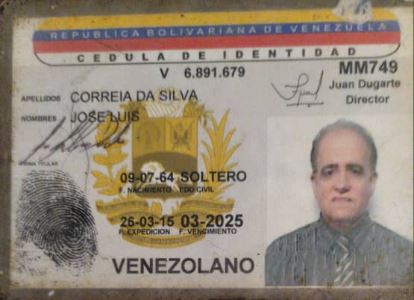 REPUBLICA BOLIVARIANA DE VENEZUELA
CEDULA DE IDENTIDAD
V 6.891.679
MM749
Juan Dugarte
Director
APELLIDOS CORREIA DA SILVA
NOMBRES JOSE LUIS
FIRMA TITULAR
09-07-64 SOLTERO
F. NACIMIENTO EDO CIVIL
26-03-15 03-2025
F. EXPEDICION F. VENCIMIENTO
VENEZOLANO